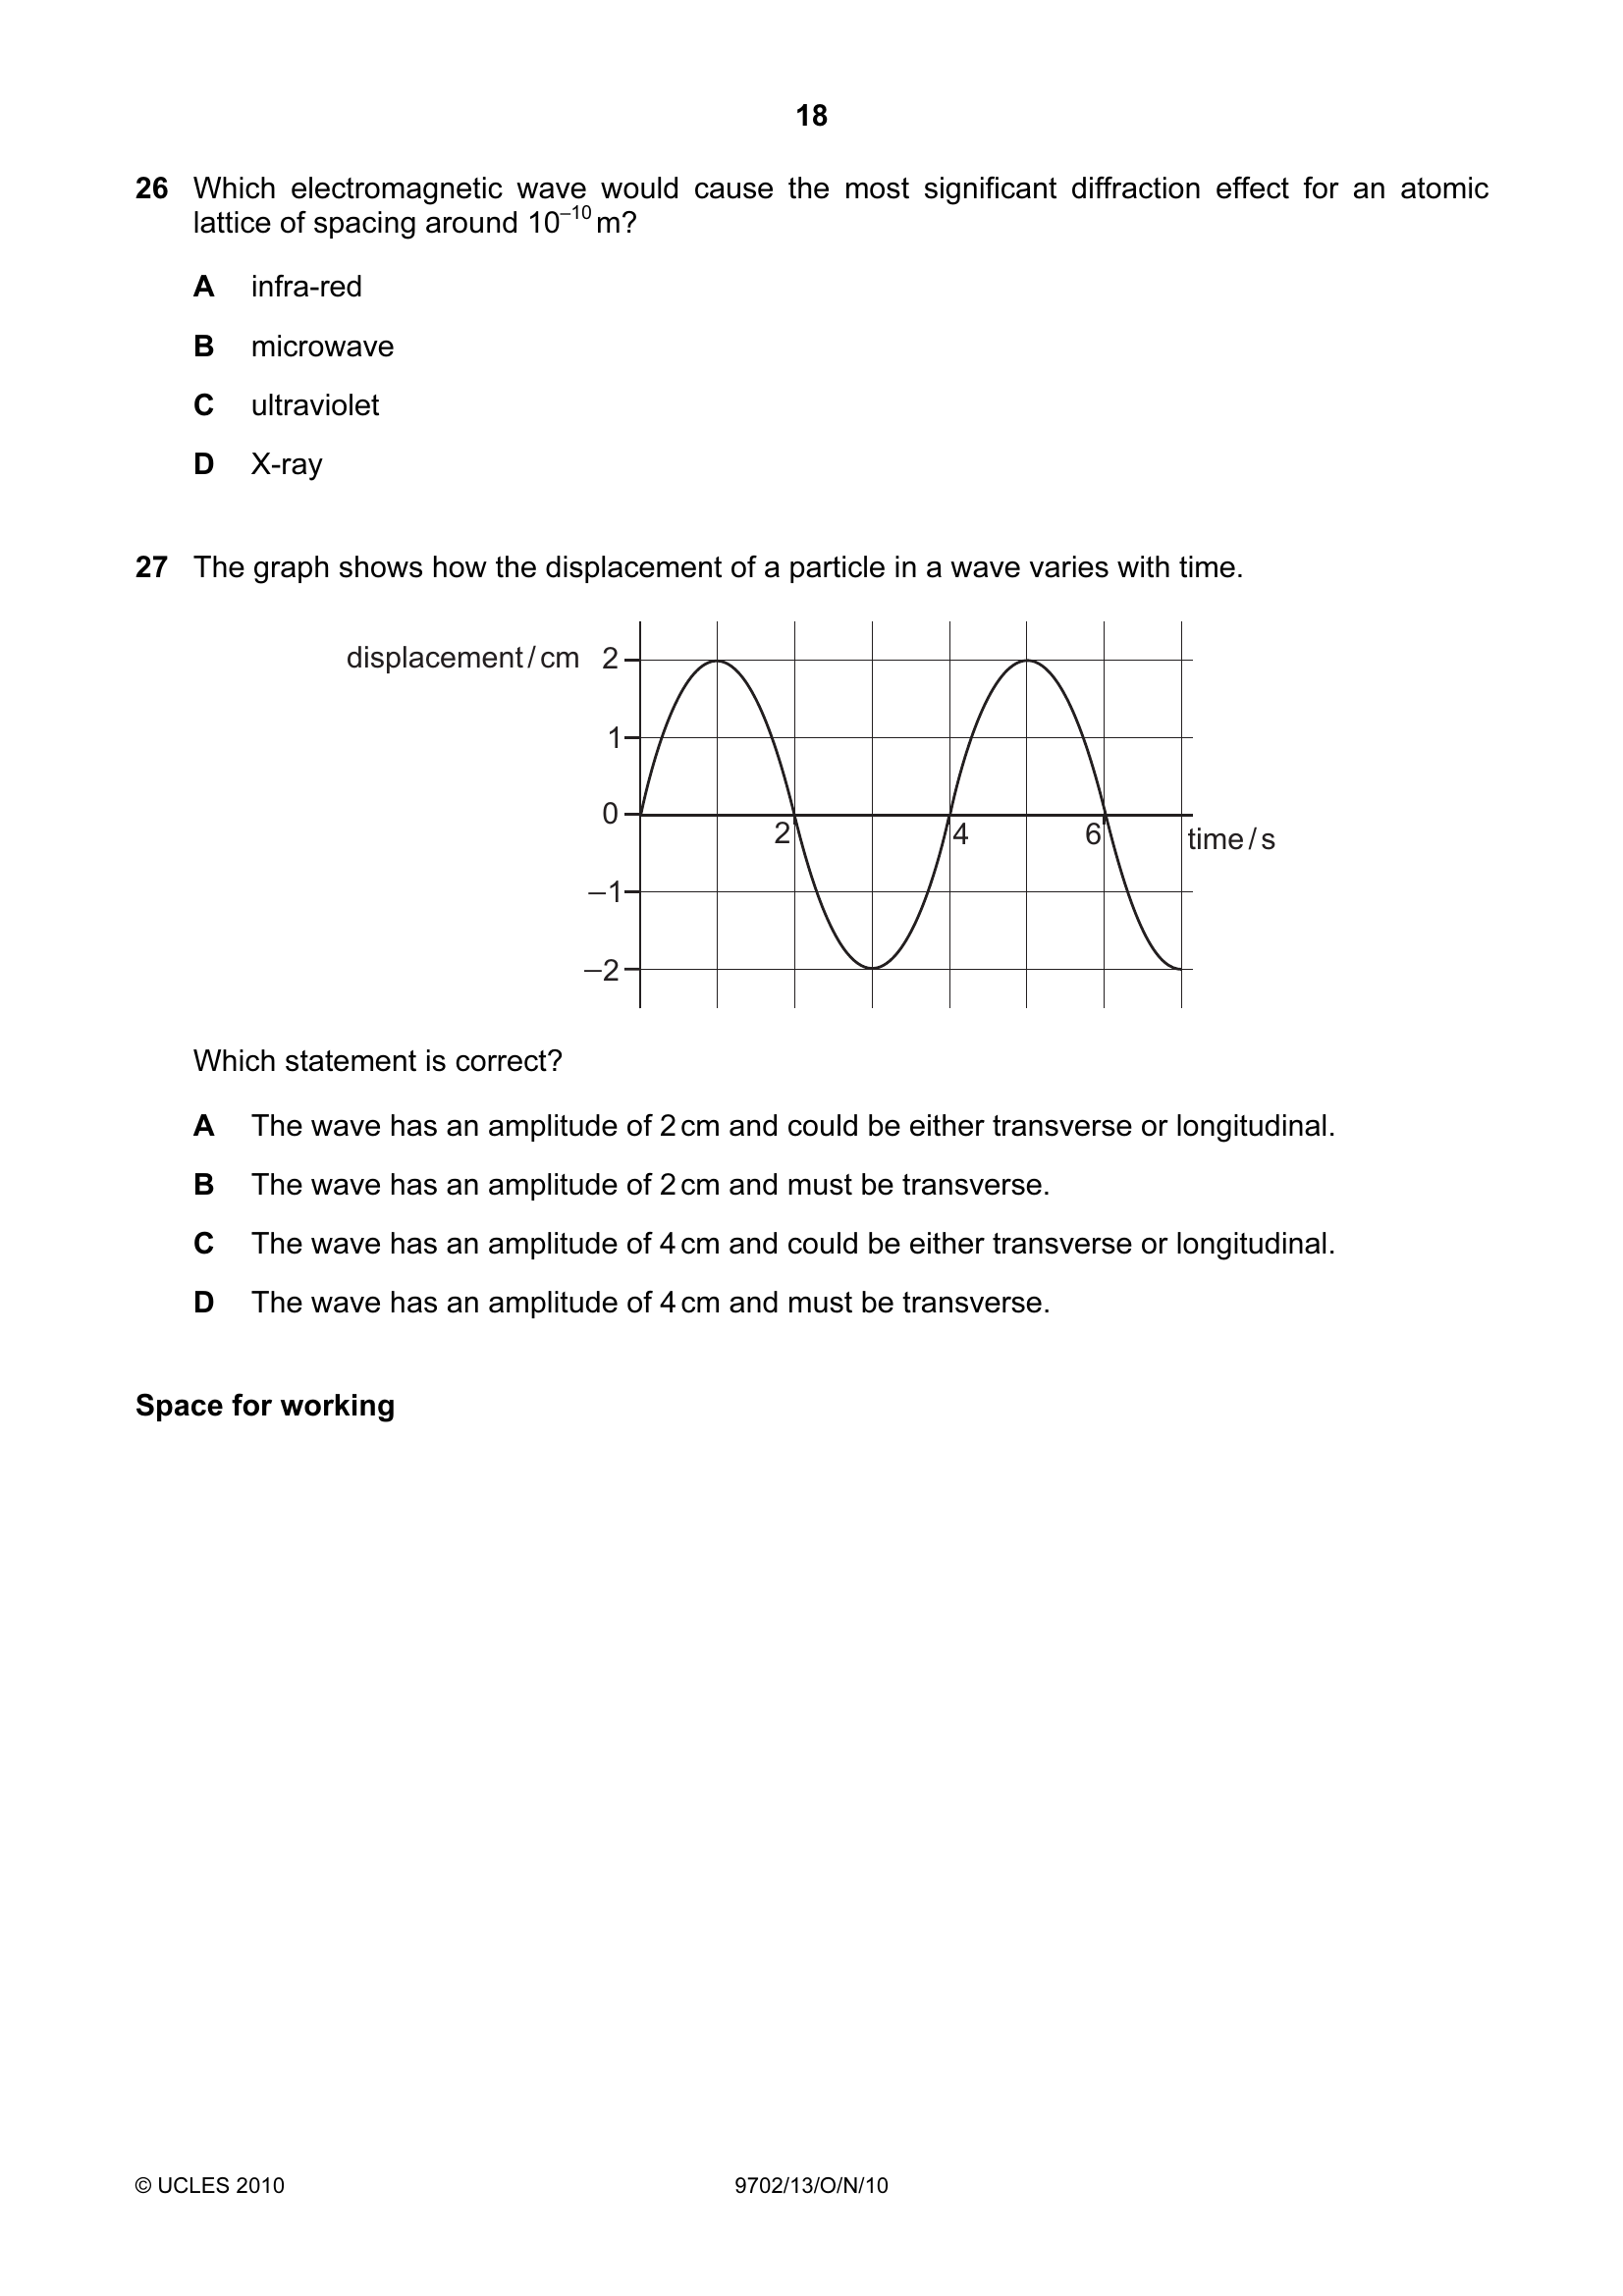 18
26 Which electromagnetic wave would cause the most significant diffraction effect for an atomic
lattice of spacing around 10⁻¹⁰ m?
A infra-red
B microwave
C ultraviolet
D X-ray
27 The graph shows how the displacement of a particle in a wave varies with time.
displacement / cm 2
1
0
2 4 6 time / s
–1
–2
Which statement is correct?
A The wave has an amplitude of 2 cm and could be either transverse or longitudinal.
B The wave has an amplitude of 2 cm and must be transverse.
C The wave has an amplitude of 4 cm and could be either transverse or longitudinal.
D The wave has an amplitude of 4 cm and must be transverse.
Space for working
© UCLES 2010 9702/13/O/N/10